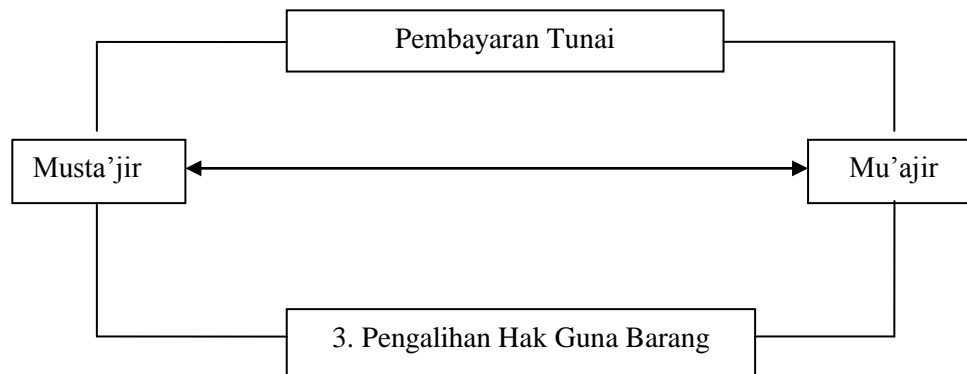 Pembayaran Tunai
Musta’jir
Mu’ajir
3. Pengalihan Hak Guna Barang